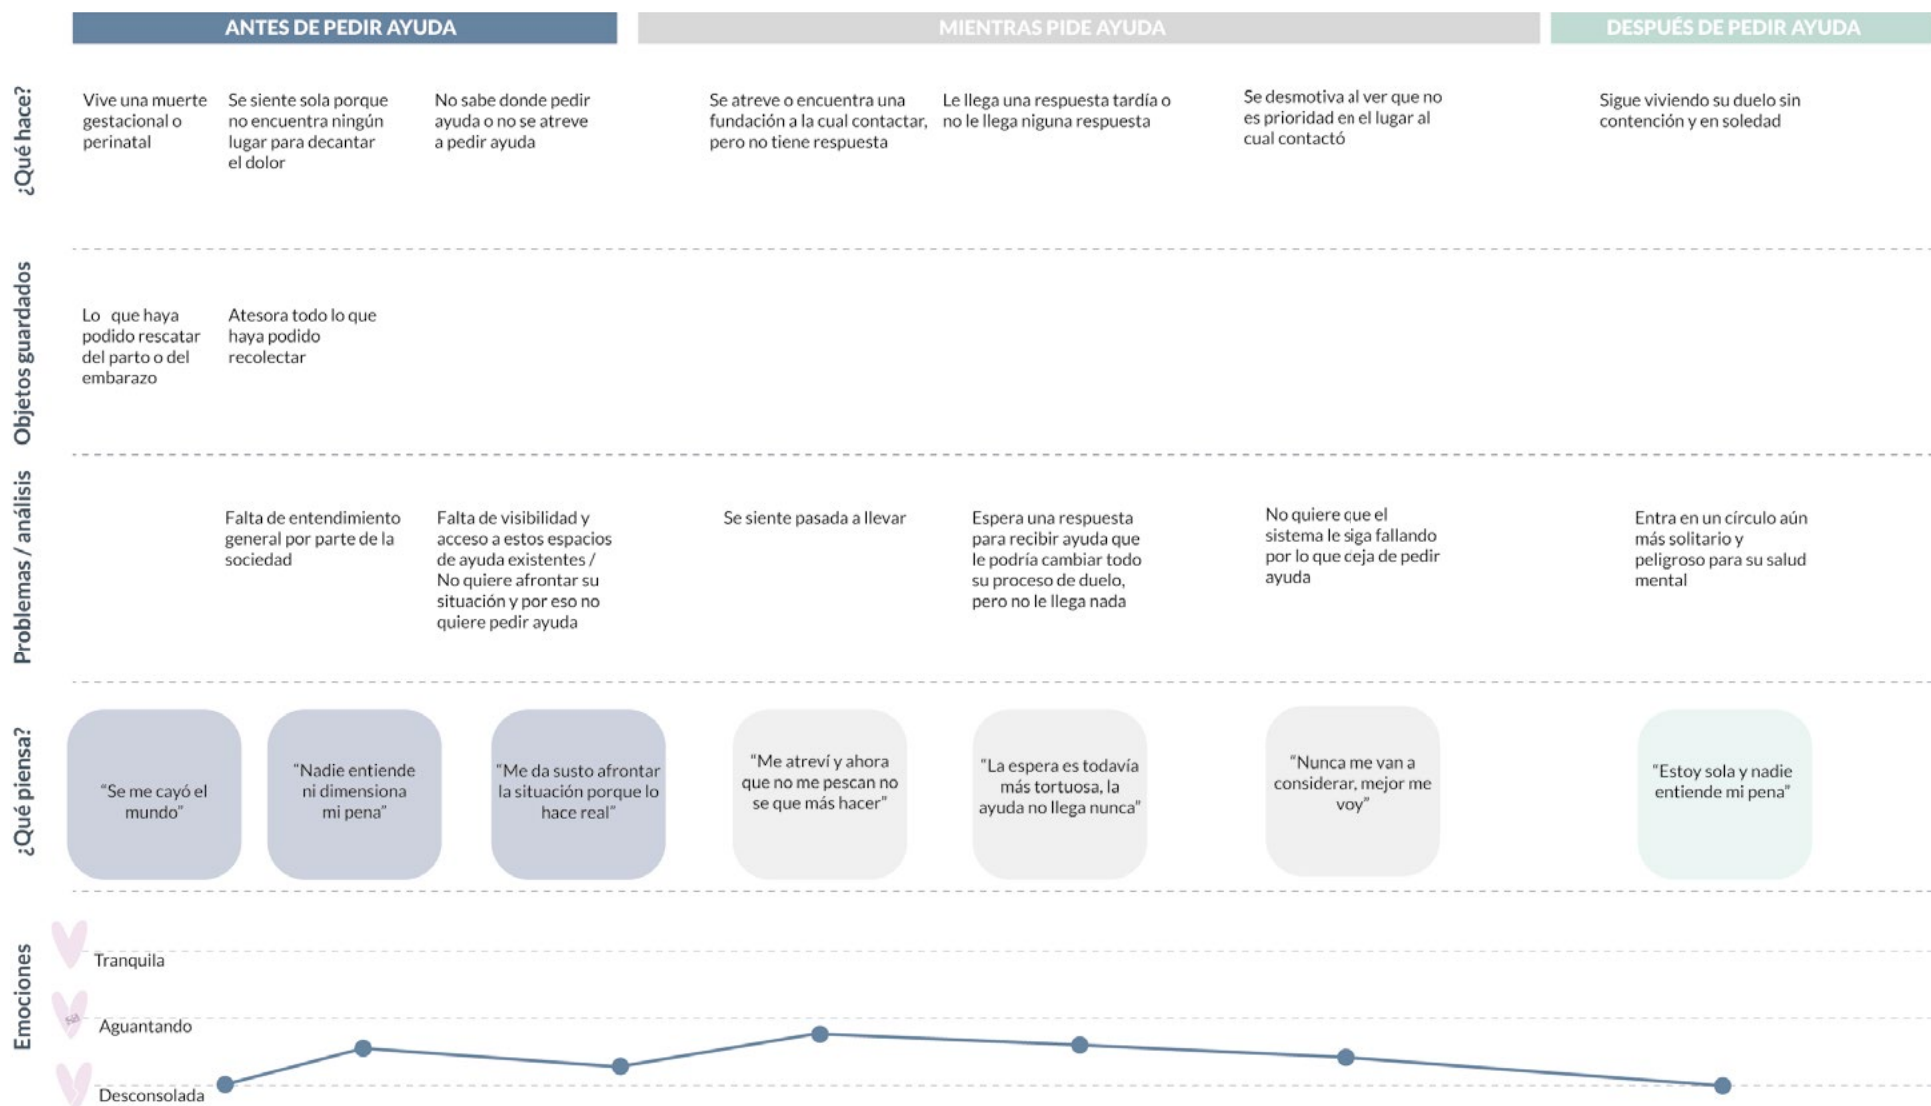 ANTES DE PEDIR AYUDA
MIENTRAS PIDE AYUDA
DESPUÉS DE PEDIR AYUDA
¿Qué hace?
Vive una muerte
gestacional o
perinatal
Se siente sola porque
no encuentra ningún
lugar para decantar
el dolor
No sabe donde pedir
ayuda o no se atreve
a pedir ayuda
Se atreve o encuentra una
fundación a la cual contactar,
pero no tiene respuesta
Le llega una respuesta tardía o
no le llega niguna respuesta
Se desmotiva al ver que no
es prioridad en el lugar al
cual contactó
Sigue viviendo su duelo sin
contención y en soledad
Objetos guardados
Lo que haya
podido rescatar
del parto o del
embarazo
Atesora todo lo que
haya podido
recolectar
Problemas / análisis
Falta de entendimiento
general por parte de la
sociedad
Falta de visibilidad y
acceso a estos espacios
de ayuda existentes /
No quiere afrontar su
situación y por eso no
quiere pedir ayuda
Se siente pasada a llevar
Espera una respuesta
para recibir ayuda que
le podría cambiar todo
su proceso de duelo,
pero no le llega nada
No quiere que el
sistema le siga fallando
por lo que deja de pedir
ayuda
Entra en un círculo aún
más solitario y
peligroso para su salud
mental
¿Qué piensa?
“Se me cayó el
mundo”
“Nadie entiende
ni dimensiona
mi pena”
“Me da susto afrontar
la situación porque lo
hace real”
“Me atreví y ahora
que no me pescan no
se que más hacer”
“La espera es todavía
más tortuosa, la
ayuda no llega nunca”
“Nunca me van a
considerar, mejor me
voy”
“Estoy sola y nadie
entiende mi pena”
Emociones
Tranquila
Aguantando
Desconsolada